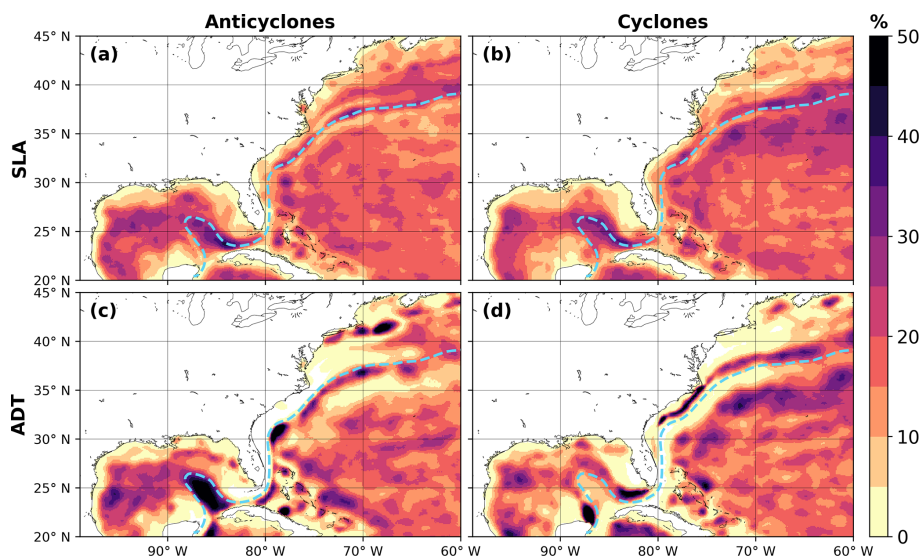 Anticyclones Cyclones %
45° N (a) (b) 50
40° N
35° N 40
SLA
30° N
25° N 30
20° N
45° N (c) (d) 20
40° N
35° N
ADT
30° N 10
25° N
20° N 0
90° W 80° W 70° W 60° W 90° W 80° W 70° W 60° W